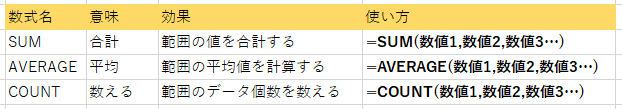 数式名 意味 効果 使い方
SUM 合計 範囲の値を合計する =SUM(数値1,数値2,数値3…)
AVERAGE 平均 範囲の平均値を計算する =AVERAGE(数値1,数値2,数値3…)
COUNT 数える 範囲のデータ個数を数える =COUNT(数値1,数値2,数値3…)